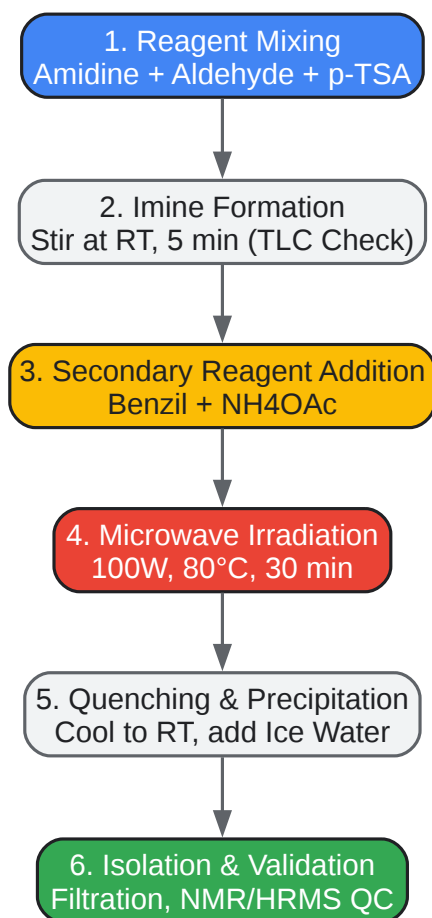 1. Reagent Mixing
Amidine + Aldehyde + p-TSA
2. Imine Formation
Stir at RT, 5 min (TLC Check)
3. Secondary Reagent Addition
Benzil + NH4OAc
4. Microwave Irradiation
100W, 80°C, 30 min
5. Quenching & Precipitation
Cool to RT, add Ice Water
6. Isolation & Validation
Filtration, NMR/HRMS QC